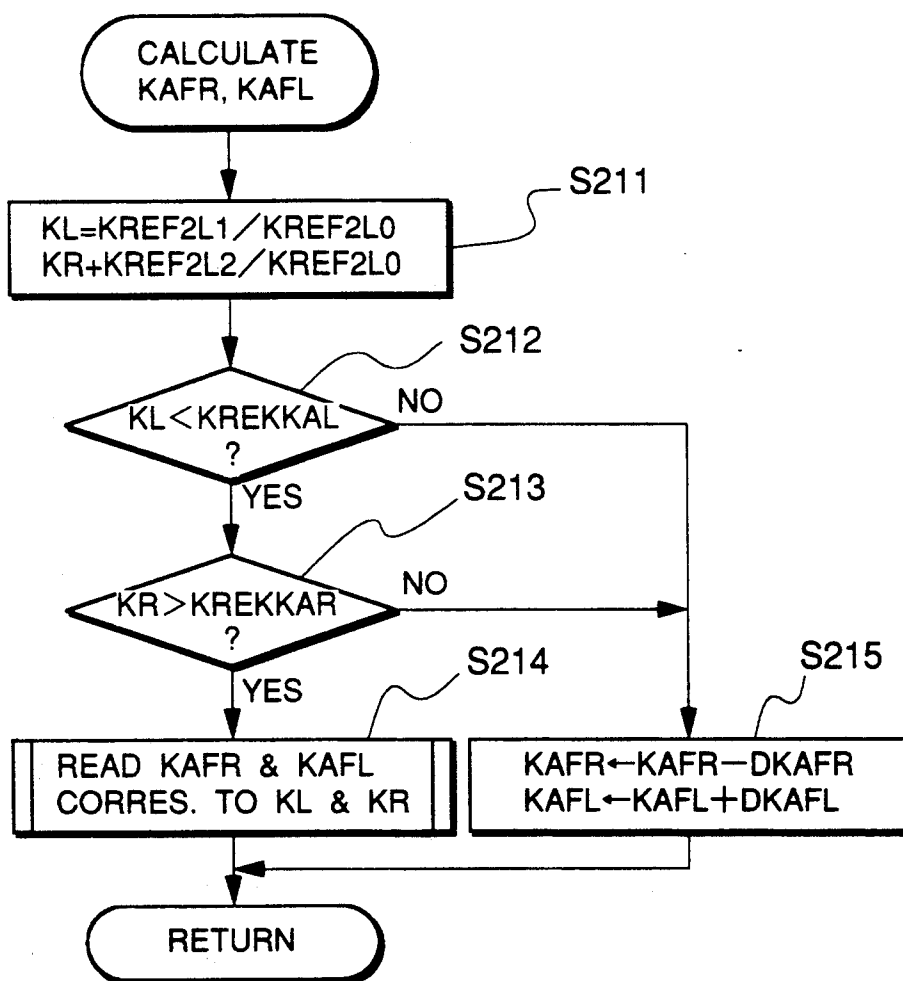 CALCULATE
KAFR, KAFL
S211
KL=KREF2L1/KREF2L0
KR+KREF2L2/KREF2L0
S212
KL<KREKKAL
?
NO
YES
S213
KR>KREKKAR
?
NO
YES
S214
READ KAFR & KAFL
CORRES. TO KL & KR
S215
KAFR←KAFR−DKAFR
KAFL←KAFL+DKAFL
RETURN